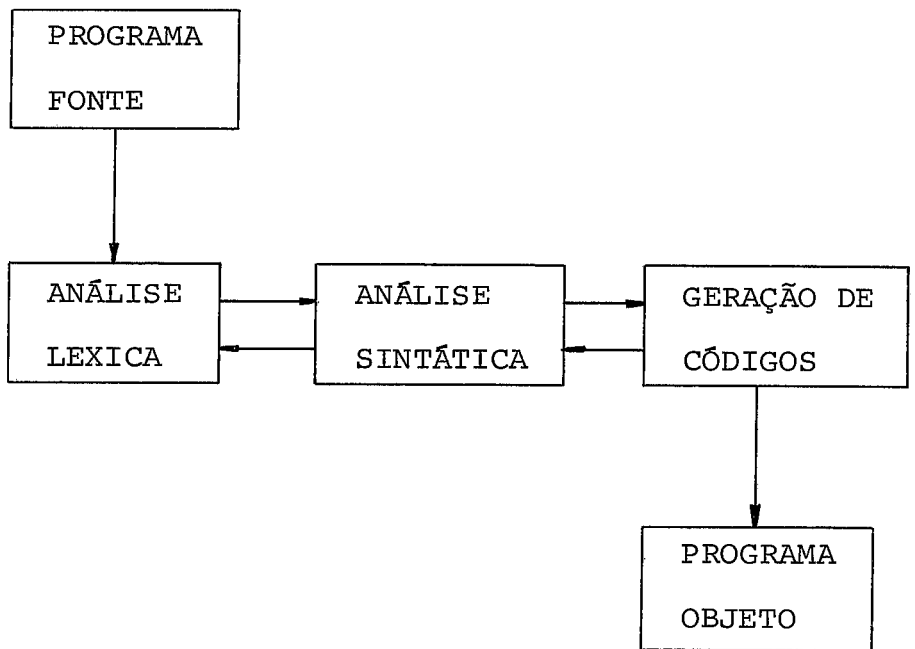 PROGRAMA
FONTE
ANÁLISE
LEXICA
ANÁLISE
SINTÁTICA
GERAÇÃO DE
CÓDIGOS
PROGRAMA
OBJETO